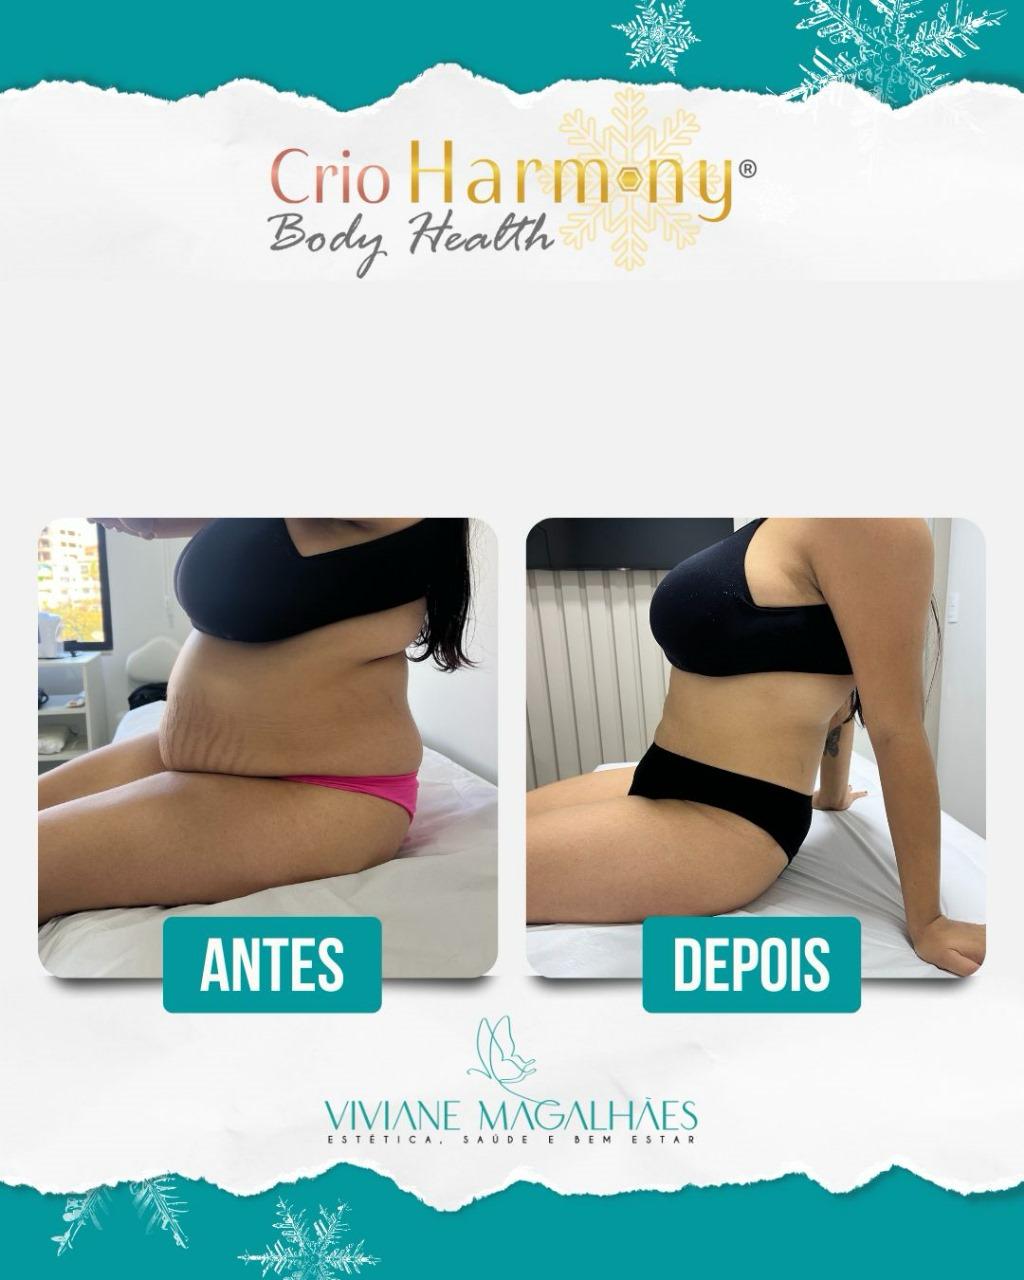 Crio Harmony®
Body Health
ANTES
DEPOIS
VIVIANE MAGALHÃES
ESTÉTICA, SAÚDE E BEM ESTAR